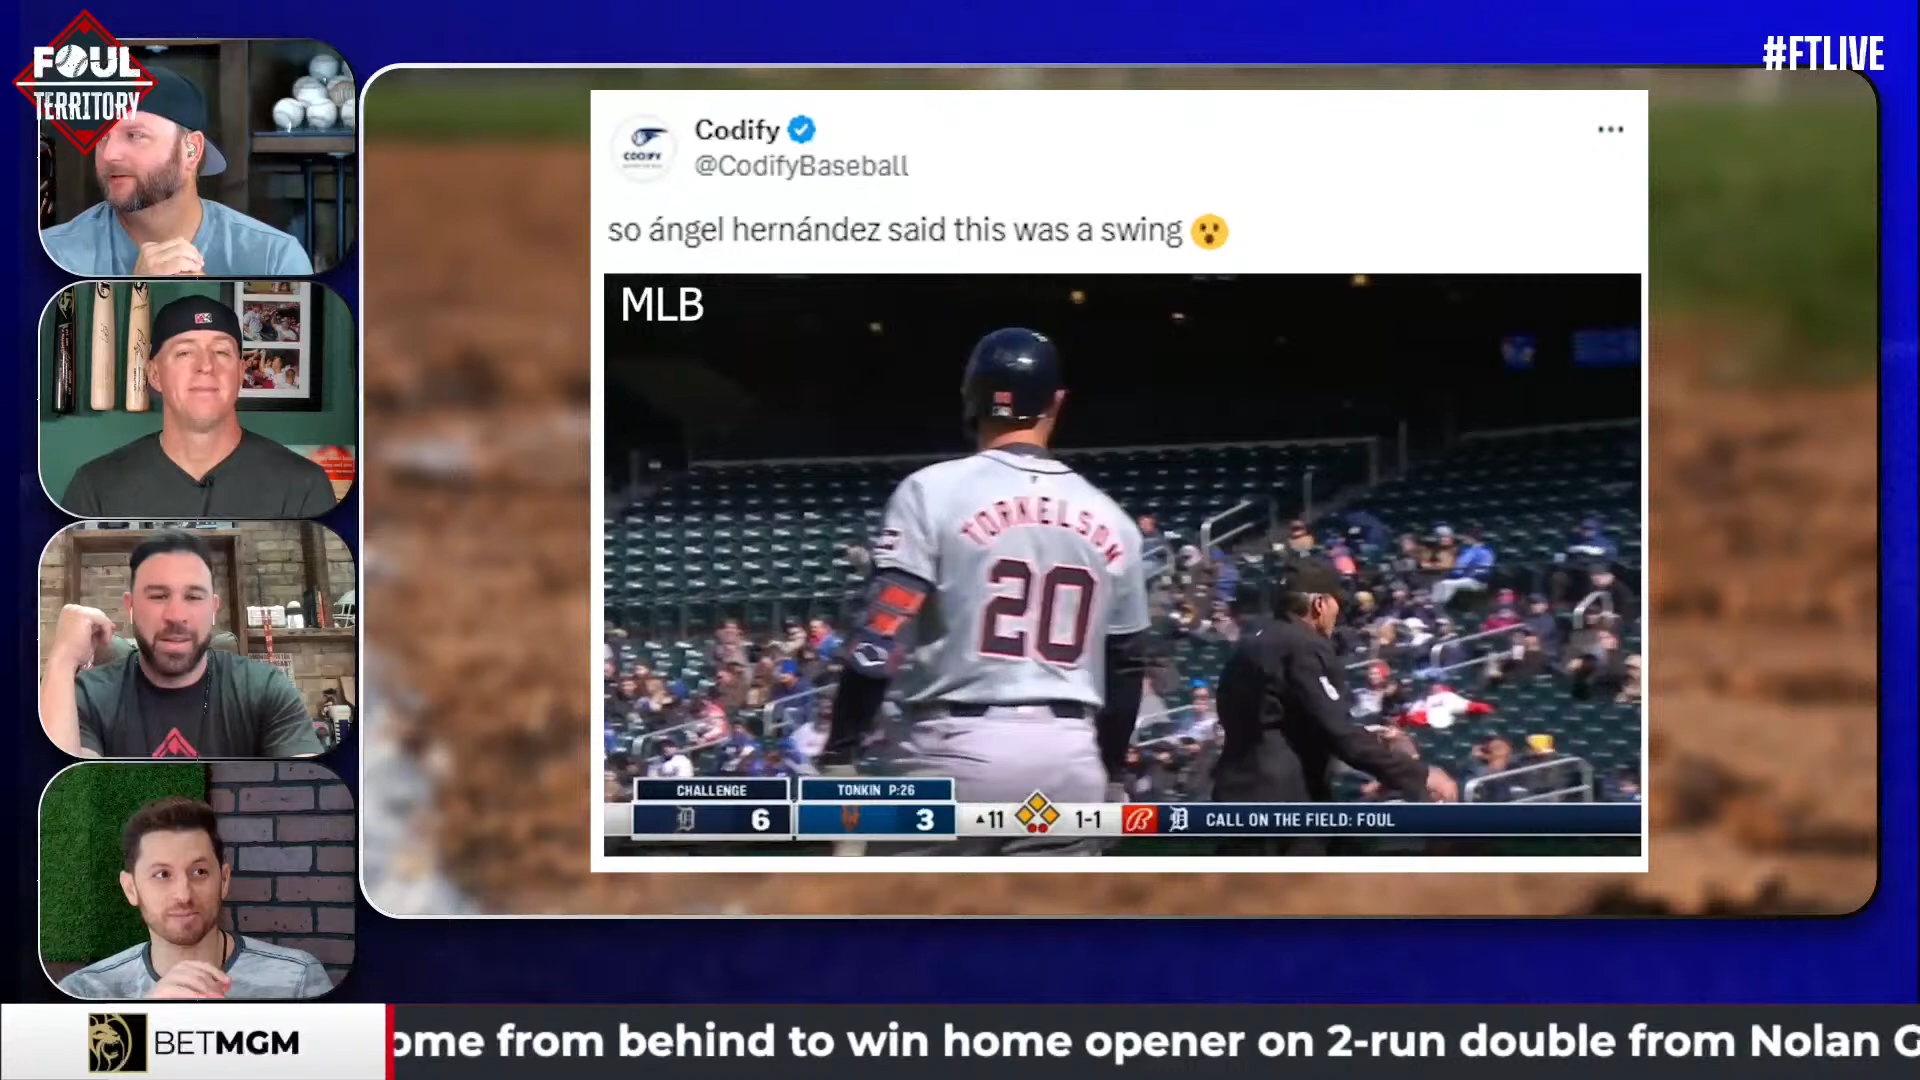 FOUL
TERRITORY
#FTLIVE
CODIFY
Codify
@CodifyBaseball
so ángel hernández said this was a swing 😮
MLB
TORKELSON
20
CHALLENGE
TONKIN P:26
6
3
▲11
1-1
CALL ON THE FIELD: FOUL
BETMGM
ome from behind to win home opener on 2-run double from Nolan G